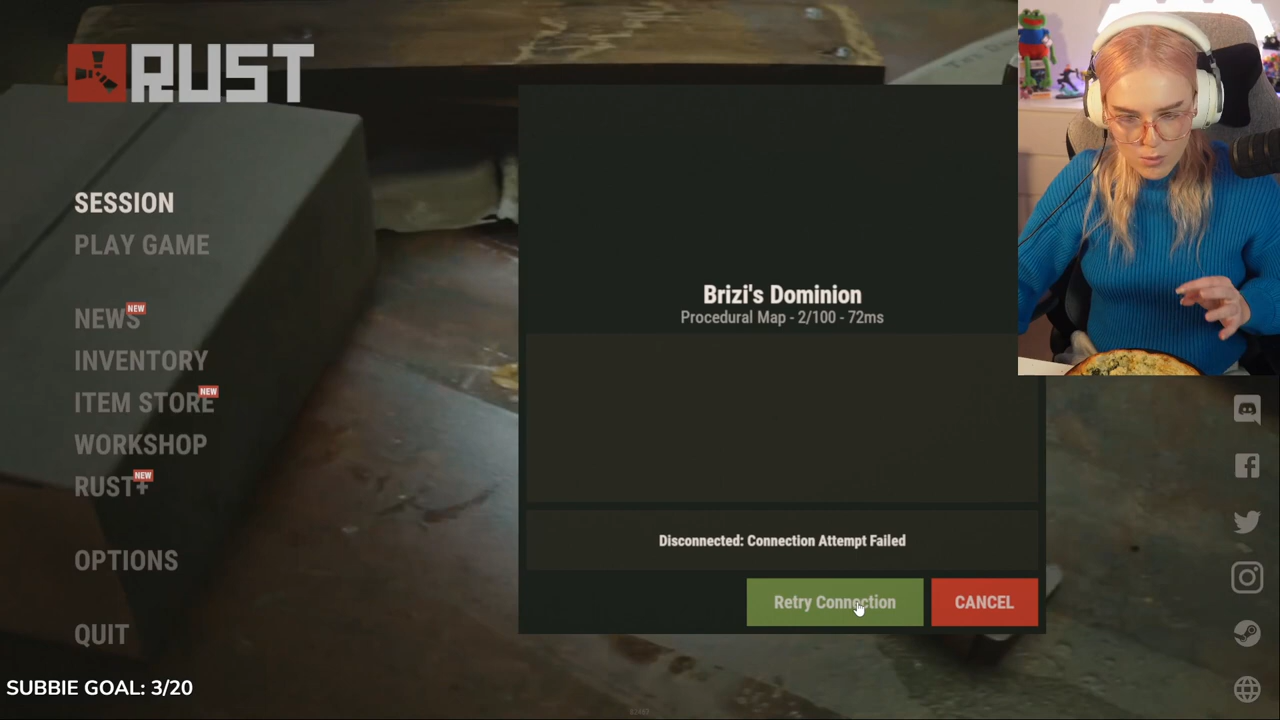 RUST
SESSION
PLAY GAME
NEWS
NEW
INVENTORY
ITEM STORE
NEW
WORKSHOP
RUST+
NEW
OPTIONS
QUIT
SUBBIE GOAL: 3/20
Brizi's Dominion
Procedural Map - 2/100 - 72ms
Disconnected: Connection Attempt Failed
Retry Connection
CANCEL